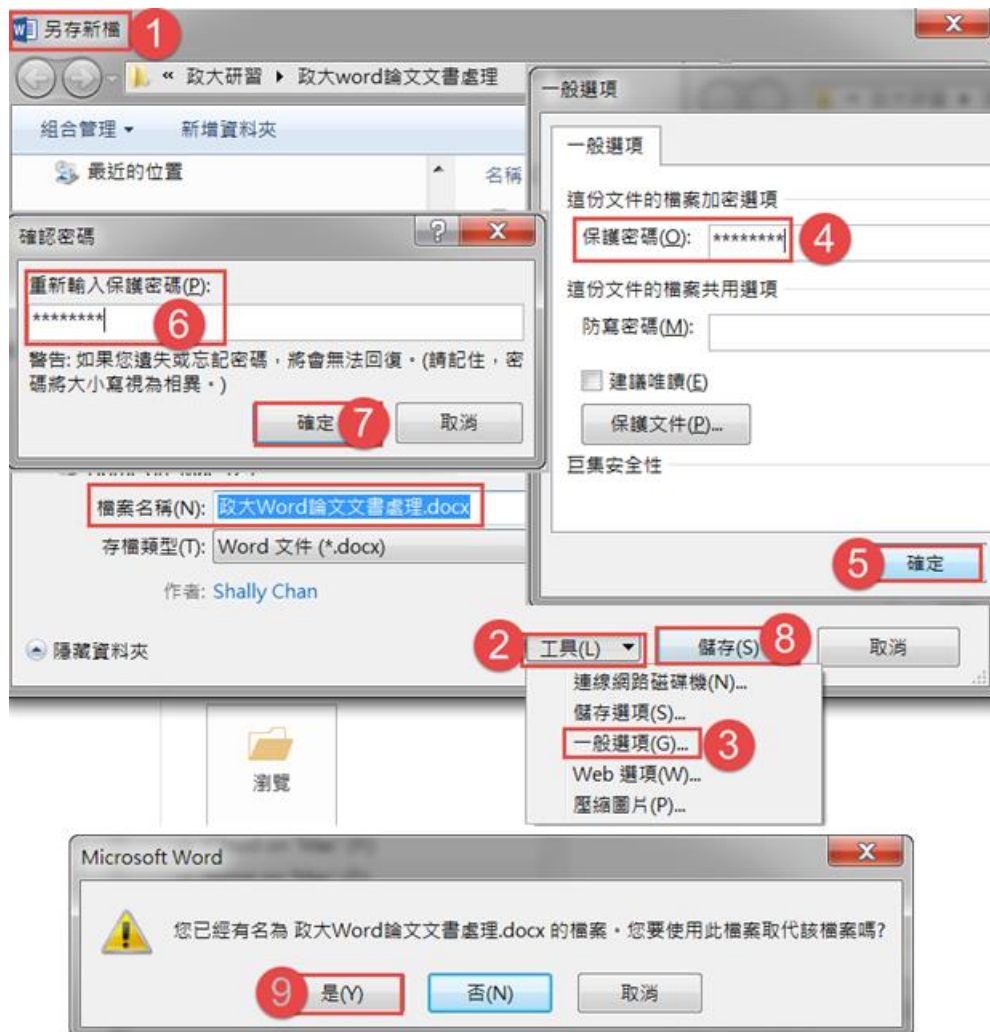 另存新檔
1
« 政大研習 ▸ 政大word論文文書處理
組合管理 ▾ 新增資料夾
最近的位置
名稱
一般選項
一般選項
這份文件的檔案加密選項
保護密碼(O): ********
4
這份文件的檔案共用選項
防寫密碼(M):
建議唯讀(E)
保護文件(P)...
巨集安全性
5 確定
確認密碼
?
重新輸入保護密碼(P):
********
6
警告: 如果您遺失或忘記密碼，將會無法回復。(請記住，密
碼將大小寫視為相異。)
確定 7 取消
檔案名稱(N): 政大Word論文文書處理.docx
存檔類型(T): Word 文件 (*.docx)
作者: Shally Chan
隱藏資料夾
2 工具(L) ▼ 儲存(S) 8 取消
連線網路磁碟機(N)...
儲存選項(S)...
一般選項(G)... 3
Web 選項(W)...
壓縮圖片(P)...
瀏覽
Microsoft Word
您已經有名為 政大Word論文文書處理.docx 的檔案。您要使用此檔案取代該檔案嗎?
9 是(Y) 否(N) 取消